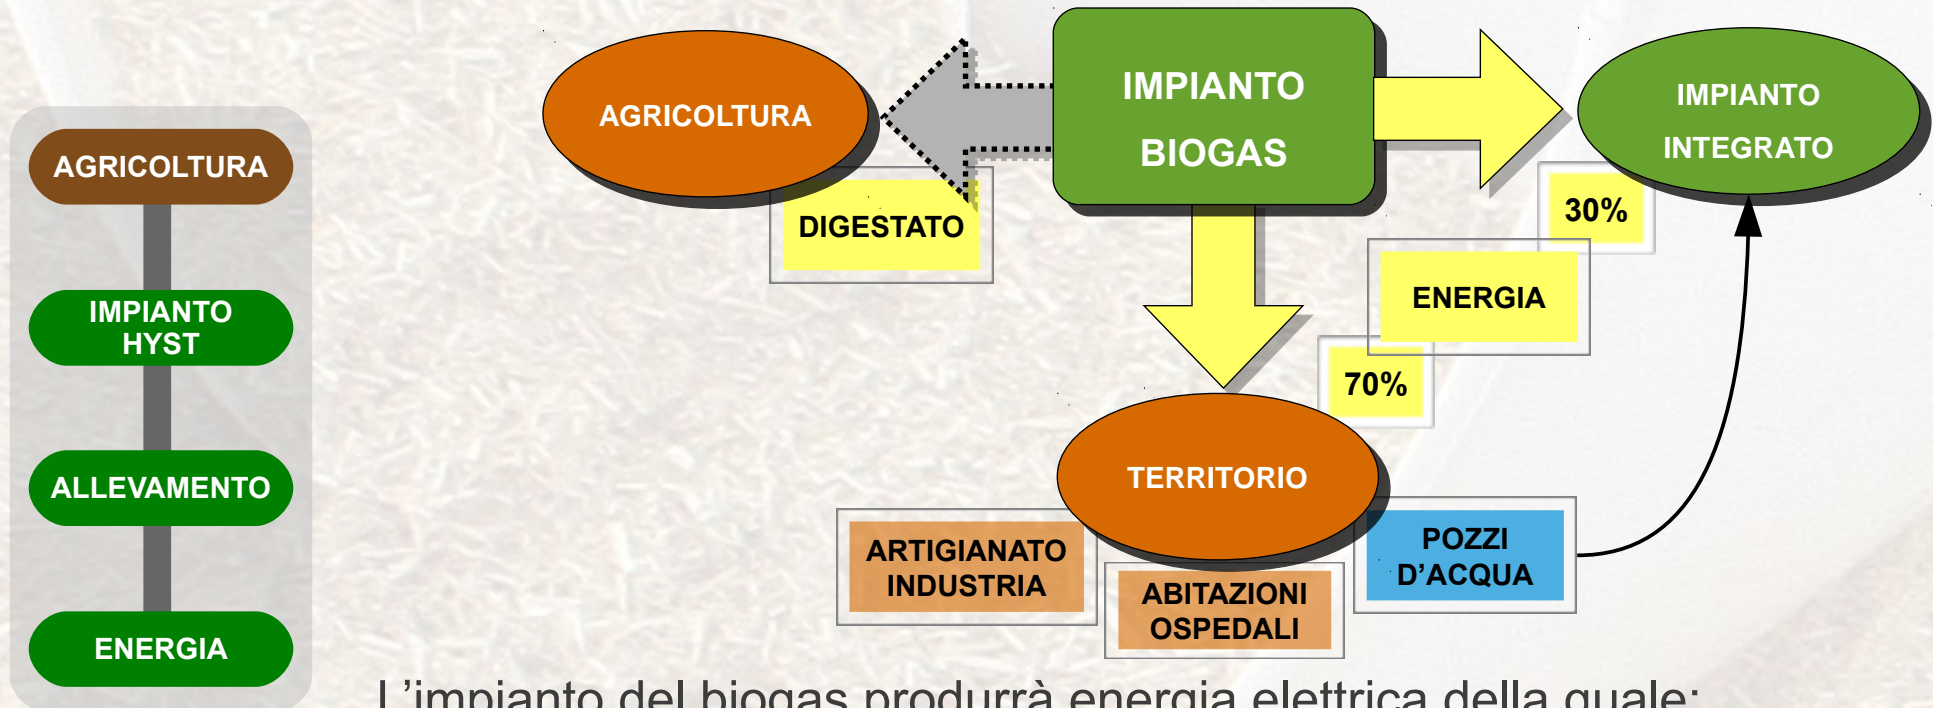 AGRICOLTURA
IMPIANTO
HYST
ALLEVAMENTO
ENERGIA
AGRICOLTURA
IMPIANTO
BIOGAS
IMPIANTO
INTEGRATO
DIGESTATO
30%
ENERGIA
70%
TERRITORIO
ARTIGIANATO
INDUSTRIA
ABITAZIONI
OSPEDALI
POZZI
D’ACQUA
L’impianto del biogas produrrà energia elettrica della quale: